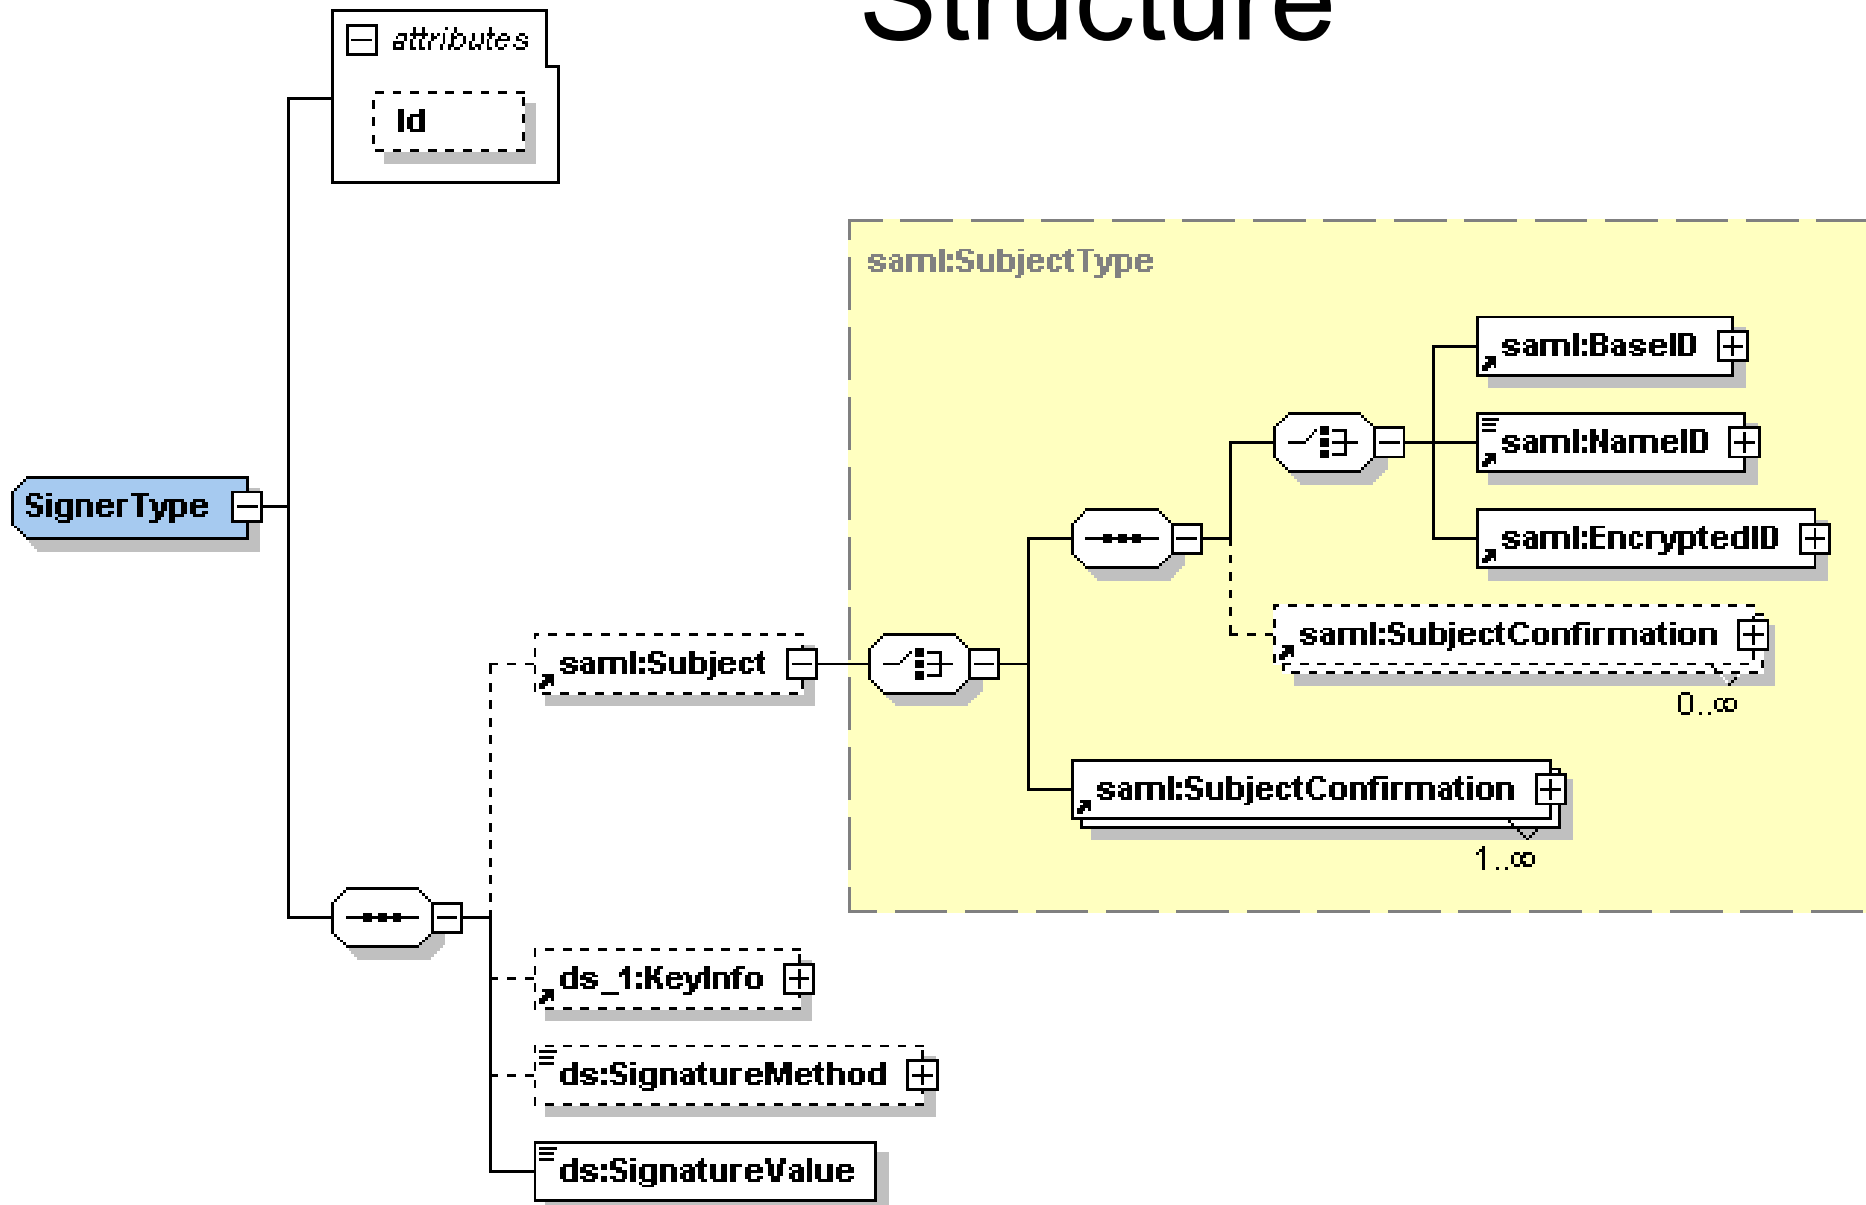 Structure
attributes
Id
saml:SubjectType
saml:BaseID
saml:NameID
SignerType
saml:EncryptedID
saml:SubjectConfirmation
saml:Subject
0..∞
saml:SubjectConfirmation
1..∞
ds_1:KeyInfo
ds:SignatureMethod
ds:SignatureValue